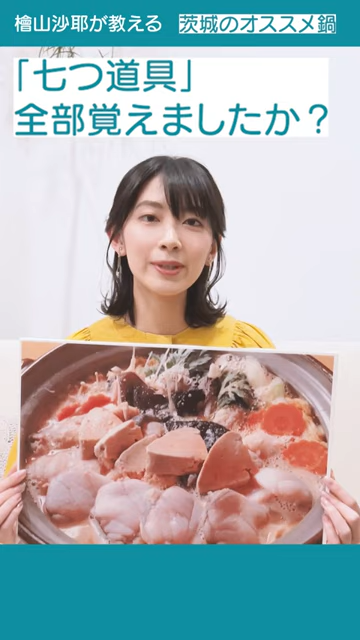 檜山沙耶が教える 茨城のオススメ鍋
「七つ道具」
全部覚えましたか？